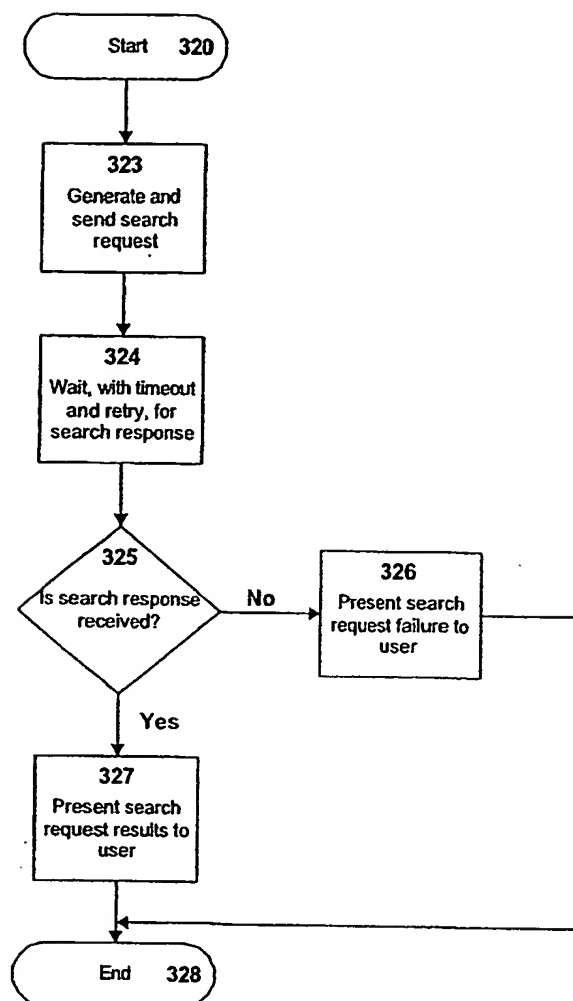 Start 320
323
Generate and
send search
request
324
Wait, with timeout
and retry, for
search response
325
Is search response
received?
No
326
Present search
request failure to
user
Yes
327
Present search
request results to
user
End 328